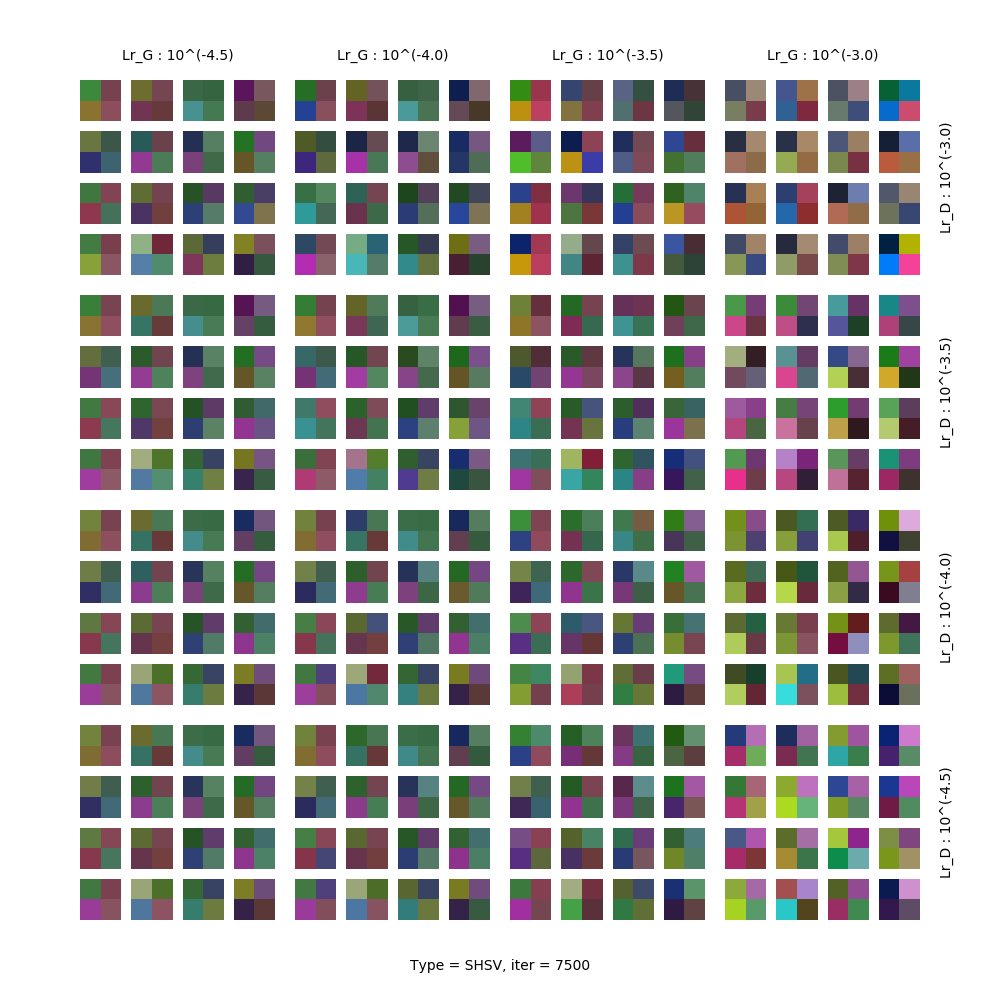 Lr_G : 10^(-4.5)
Lr_G : 10^(-4.0)
Lr_G : 10^(-3.5)
Lr_G : 10^(-3.0)
Lr_D : 10^(-3.0)
Lr_D : 10^(-3.5)
Lr_D : 10^(-4.0)
Lr_D : 10^(-4.5)
Type = SHSV, iter = 7500